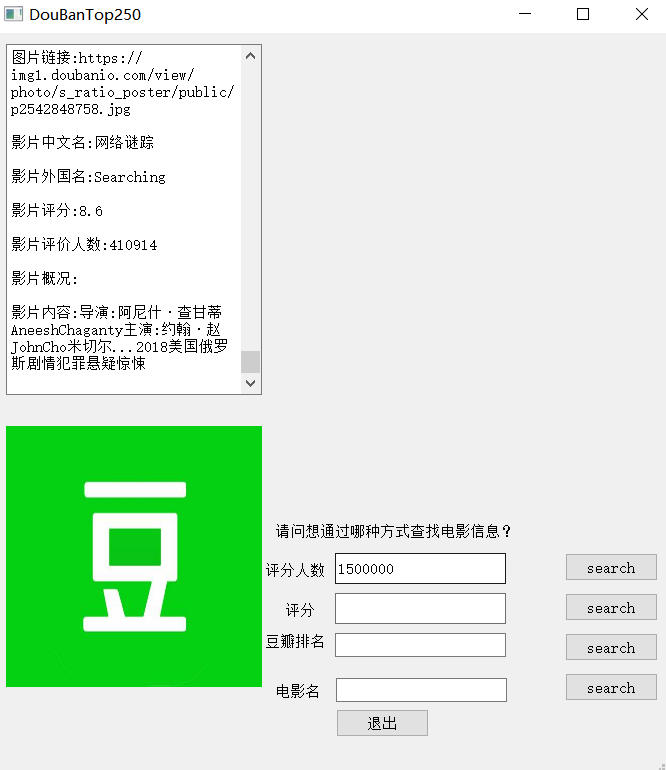 DouBanTop250
图片链接:https://
img1.doubanio.com/view/
photo/s_ratio_poster/public/
p2542848758.jpg
影片中文名:网络谜踪
影片外国名:Searching
影片评分:8.6
影片评价人数:410914
影片概况:
影片内容:导演:阿尼什·查甘蒂
AneeshChaganty主演:约翰·赵
JohnCho米切尔...2018美国俄罗
斯剧情犯罪悬疑惊悚
豆
请问想通过哪种方式查找电影信息？
评分人数 1500000 search
评分 search
豆瓣排名 search
电影名 search
退出